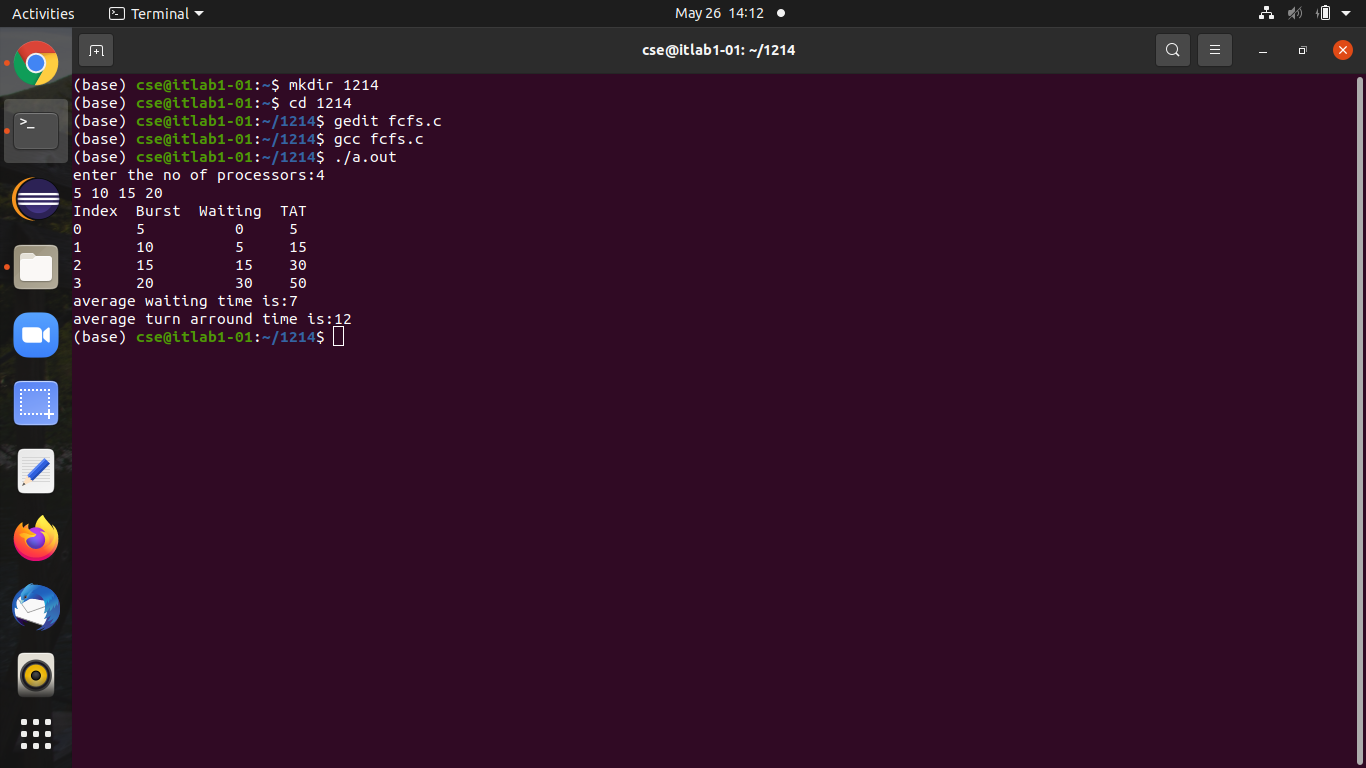 Activities
Terminal
May 26 14:12
cse@itlab1-01: ~/1214
(base) cse@itlab1-01:~$ mkdir 1214
(base) cse@itlab1-01:~$ cd 1214
(base) cse@itlab1-01:~/1214$ gedit fcfs.c
(base) cse@itlab1-01:~/1214$ gcc fcfs.c
(base) cse@itlab1-01:~/1214$ ./a.out
enter the no of processors:4
5 10 15 20
Index  Burst  Waiting  TAT
0      5          0     5
1      10         5     15
2      15         15    30
3      20         30    50
average waiting time is:7
average turn arround time is:12
(base) cse@itlab1-01:~/1214$